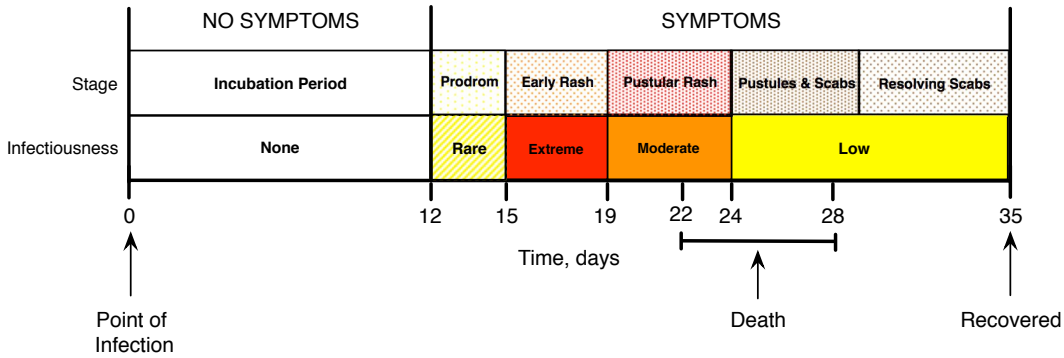 NO SYMPTOMS
SYMPTOMS
Stage
Incubation Period
Prodrom
Early Rash
Pustular Rash
Pustules & Scabs
Resolving Scabs
Infectiousness
None
Rare
Extreme
Moderate
Low
0
12
15
19
22
24
28
35
Time, days
Point of
Infection
Death
Recovered